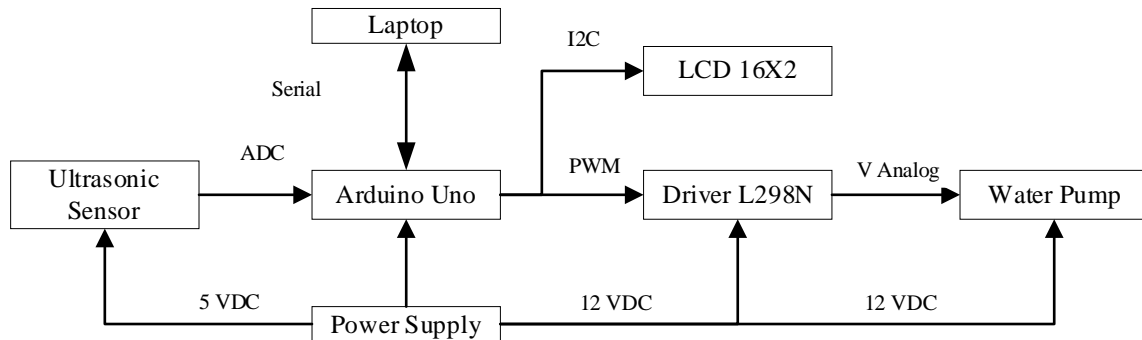 Laptop
I2C
LCD 16X2
Serial
ADC
PWM
V Analog
Ultrasonic
Sensor
Arduino Uno
Driver L298N
Water Pump
5 VDC
12 VDC
12 VDC
Power Supply